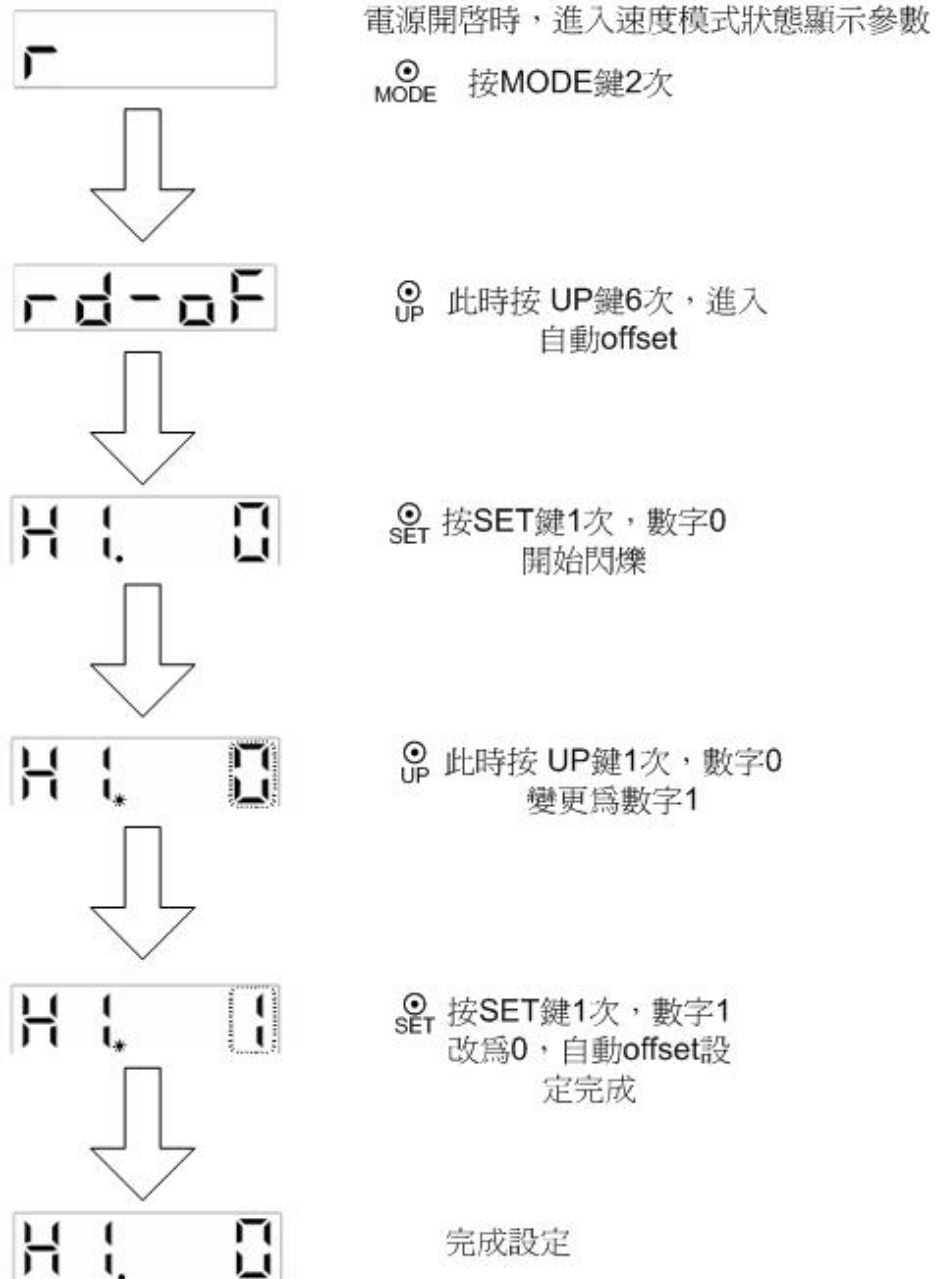 電源開啓時，進入速度模式狀態顯示參數
r
MODE 按MODE鍵2次
rd-oF
UP 此時按 UP鍵6次，進入
自動offset
H1. 0
SET 按SET鍵1次，數字0
開始閃爍
H1. 0
UP 此時按 UP鍵1次，數字0
變更爲數字1
H1. 1
SET 按SET鍵1次，數字1
改爲0，自動offset設
定完成
H1. 0
完成設定